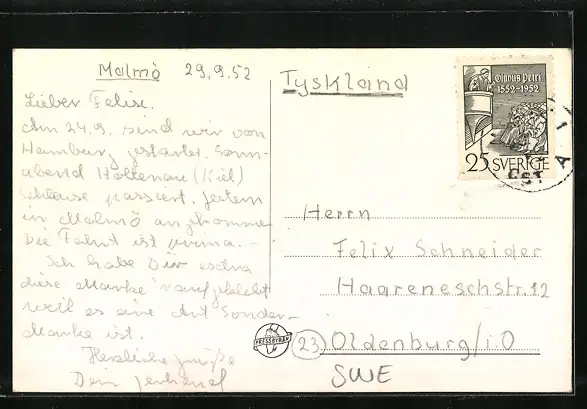 Malmö 29.9.52
Lieber Felix.
Am 24.9. sind wir von
Hamburg gestartet. Sonn-
abend Holtenau (Kiel)
Schleuse passiert. Gestern
in Malmö angekommen
Die Fahrt ist prima. –
Ich habe Dir extra
diese Marke raufgeklebt
weil es eine Art Sonder-
Marke ist.
Herzliche Grüße
Dein
Tyskland
Olavus Petri
1552-1952
25 SVERIGE
Herrn
Felix Schneider
Haareneschstr. 12
(23) Oldenburg/i.O
SWE
PRESSBYRÅN